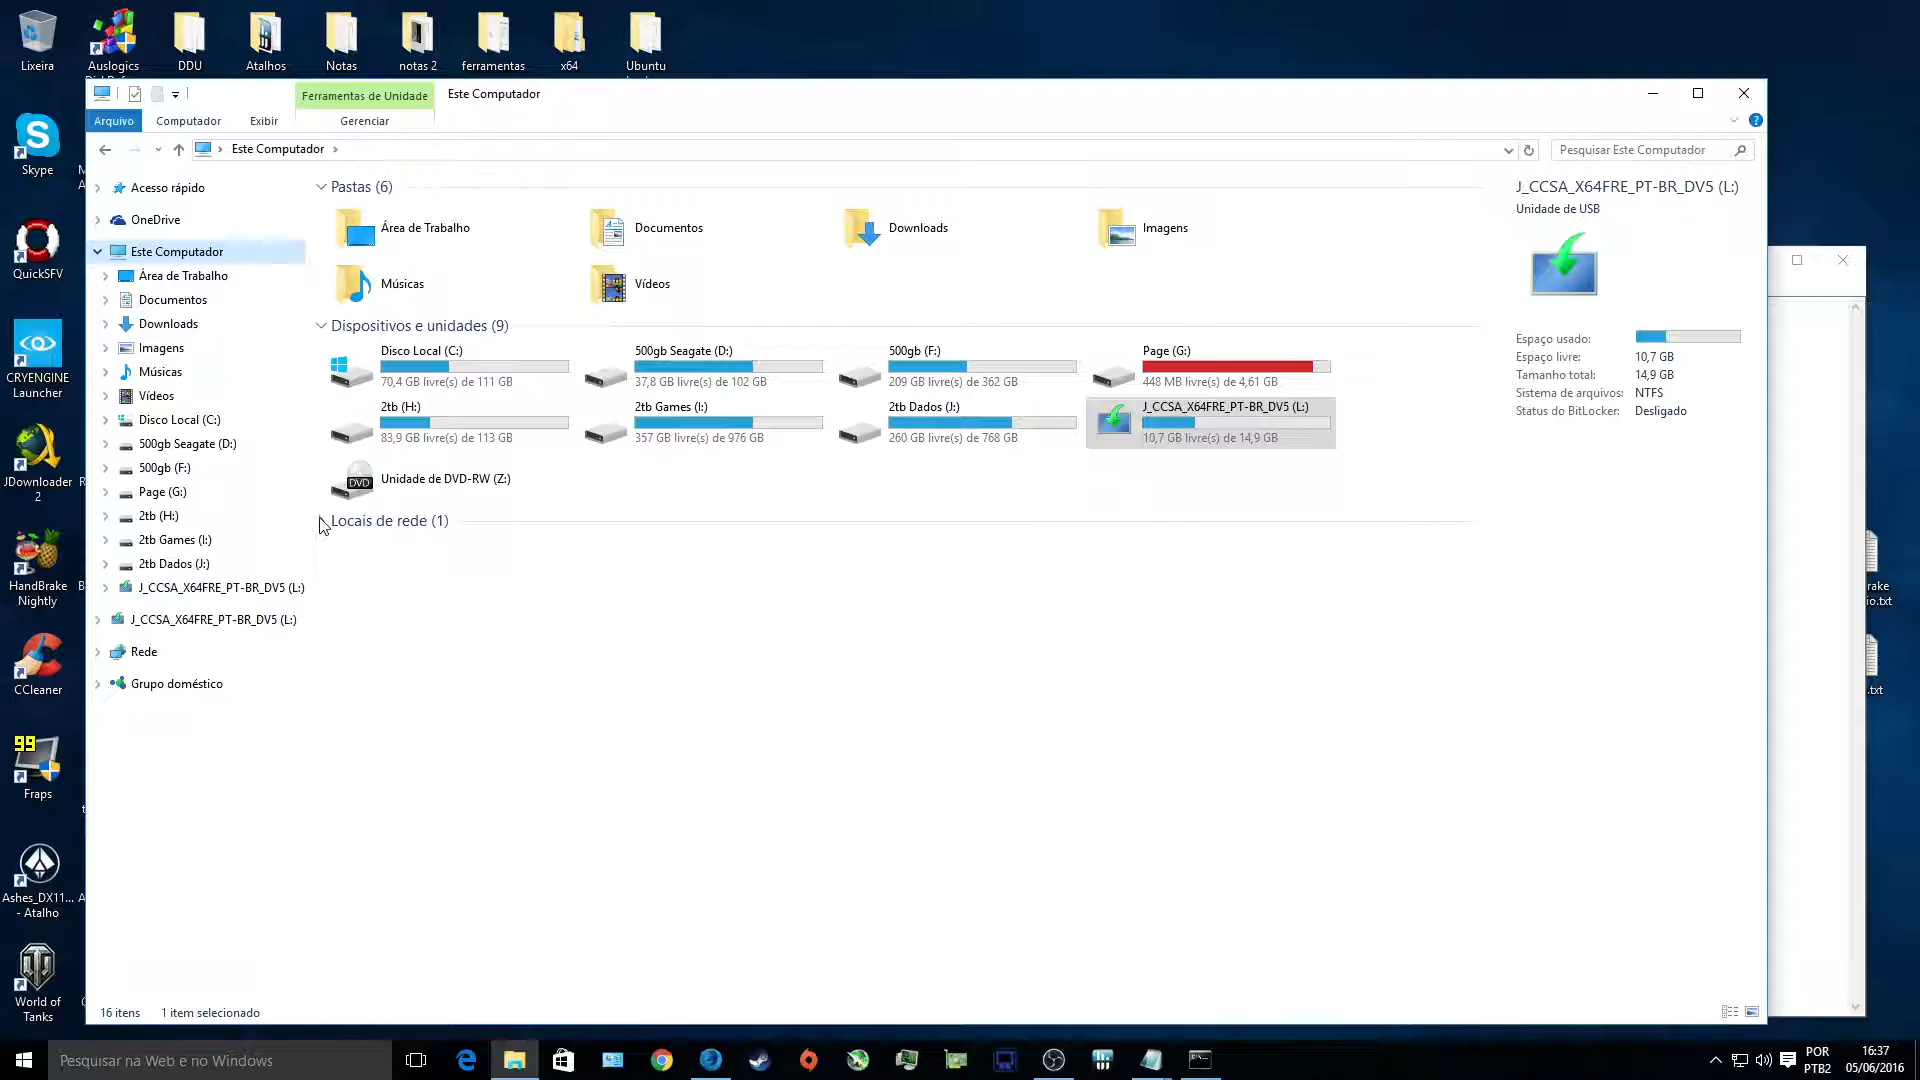 Lixeira
Auslogics
DDU
Atalhos
Notas
notas 2
ferramentas
x64
Ubuntu
Ferramentas de Unidade
Este Computador
Arquivo
Computador
Exibir
Gerenciar
Este Computador
Pesquisar Este Computador
Skype
QuickSFV
CRYENGINE
Launcher
JDownloader
2
HandBrake
Nightly
CCleaner
Fraps
Ashes_DX11...
- Atalho
World of
Tanks
Acesso rápido
OneDrive
Este Computador
Área de Trabalho
Documentos
Downloads
Imagens
Músicas
Vídeos
Disco Local (C:)
500gb Seagate (D:)
500gb (F:)
Page (G:)
2tb (H:)
2tb Games (I:)
2tb Dados (J:)
J_CCSA_X64FRE_PT-BR_DV5 (L:)
J_CCSA_X64FRE_PT-BR_DV5 (L:)
Rede
Grupo doméstico
Pastas (6)
Área de Trabalho
Documentos
Downloads
Imagens
Músicas
Vídeos
Dispositivos e unidades (9)
Disco Local (C:)
70,4 GB livre(s) de 111 GB
500gb Seagate (D:)
37,8 GB livre(s) de 102 GB
500gb (F:)
209 GB livre(s) de 362 GB
Page (G:)
448 MB livre(s) de 4,61 GB
2tb (H:)
83,9 GB livre(s) de 113 GB
2tb Games (I:)
357 GB livre(s) de 976 GB
2tb Dados (J:)
260 GB livre(s) de 768 GB
J_CCSA_X64FRE_PT-BR_DV5 (L:)
10,7 GB livre(s) de 14,9 GB
DVD
Unidade de DVD-RW (Z:)
Locais de rede (1)
J_CCSA_X64FRE_PT-BR_DV5 (L:)
Unidade de USB
Espaço usado:
Espaço livre: 10,7 GB
Tamanho total: 14,9 GB
Sistema de arquivos: NTFS
Status do BitLocker: Desligado
rake
io.txt
.txt
16 itens
1 item selecionado
Pesquisar na Web e no Windows
POR
PTB2
16:37
05/06/2016